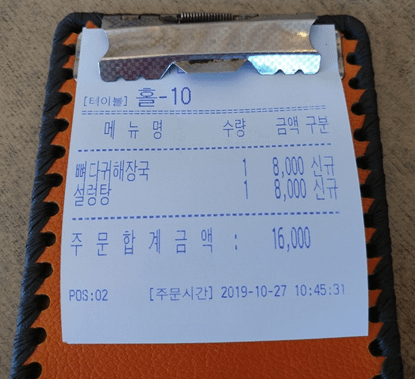 [테이블] 홀-10
메 뉴 명 수량 금액 구분
뼈다귀해장국 1 8,000 신규
설렁탕 1 8,000 신규
주 문 합 계 금 액 : 16,000
POS:02 [주문시간] 2019-10-27 10:45:31